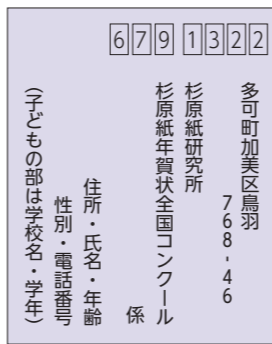 6791322
多可町加美区鳥羽
768-46
杉原紙研究所
杉原紙年賀状全国コンクール
係
住所・氏名・年齢
性別・電話番号
(子どもの部は学校名・学年)